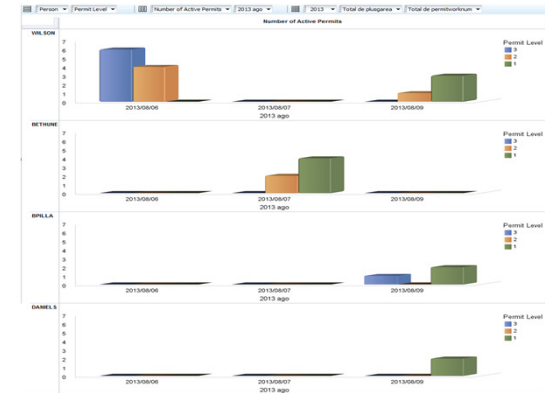 Person Permit Level Number of Active Permits 2013 ago 2013 Total de plusgarea Total de permitworknum
Number of Active Permits
WILSON
7
6
5
4
3
2
1
0
2013/08/06 2013/08/07 2013/08/09
2013 ago
Permit Level
3
2
1
BETHUNE
7
6
5
4
3
2
1
0
2013/08/06 2013/08/07 2013/08/09
2013 ago
Permit Level
3
2
1
BPILLA
7
6
5
4
3
2
1
0
2013/08/06 2013/08/07 2013/08/09
2013 ago
Permit Level
3
2
1
DANIELS
7
6
5
4
3
2
1
0
2013/08/06 2013/08/07 2013/08/09
2013 ago
Permit Level
3
2
1